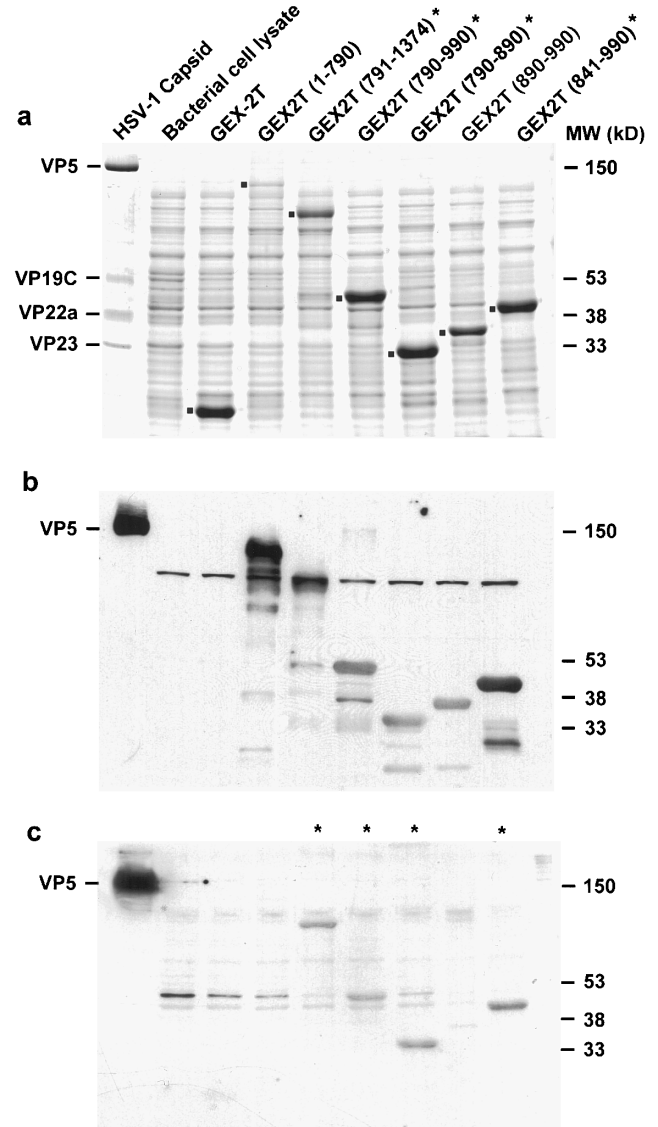 a
HSV-1 Capsid
Bacterial cell lysate
GEX-2T
GEX2T (1-790)
GEX2T (791-1374)*
GEX2T (790-990)*
GEX2T (790-890)*
GEX2T (890-990)
GEX2T (841-990)*
MW (kD)
VP5
150
VP19C
53
VP22a
38
VP23
33
b
VP5
150
53
38
33
c
* * * *
VP5
150
53
38
33